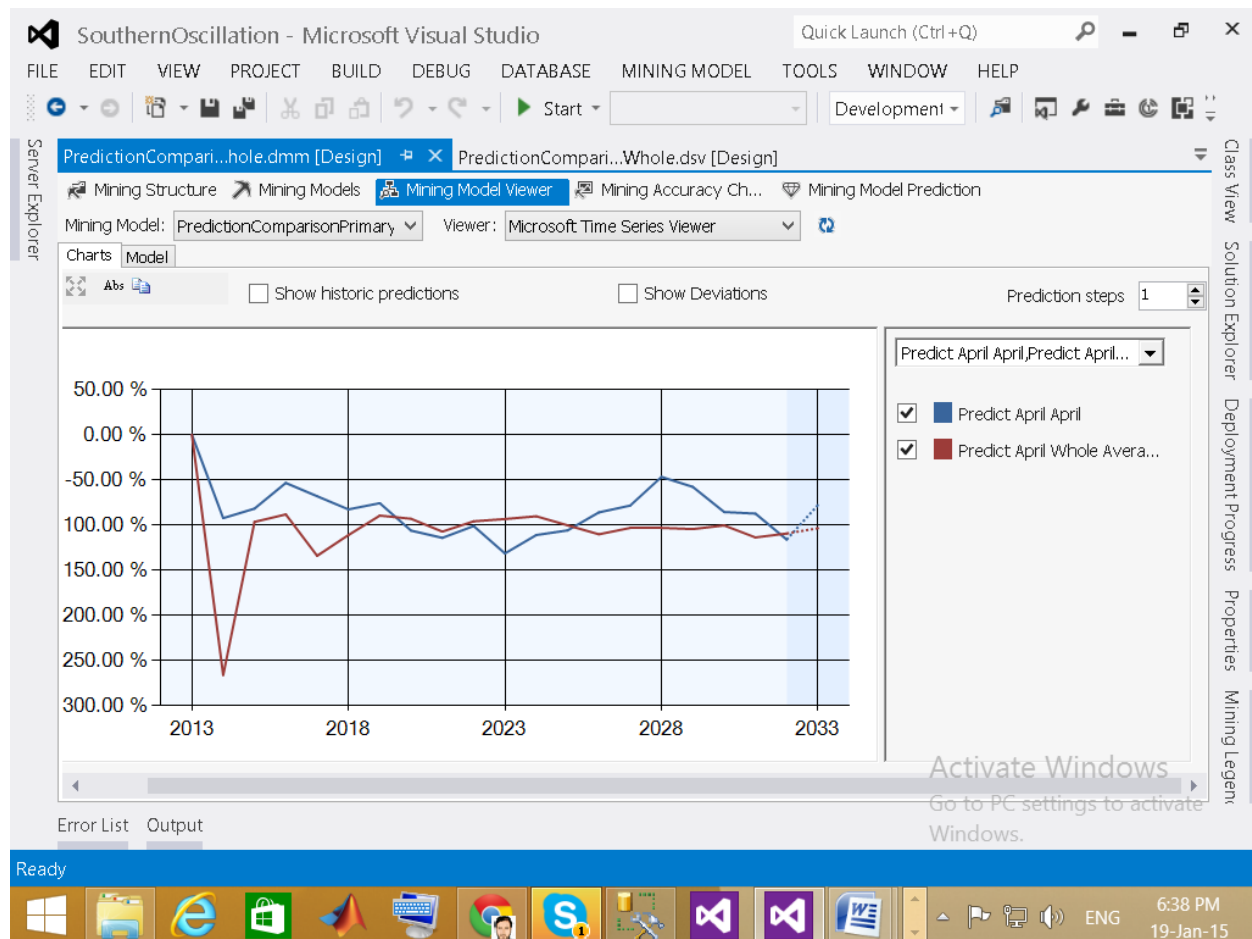 SouthernOscillation - Microsoft Visual Studio
Quick Launch (Ctrl+Q)
FILE EDIT VIEW PROJECT BUILD DEBUG DATABASE MINING MODEL TOOLS WINDOW HELP
Start
Development
Server Explorer
PredictionCompari...hole.dmm [Design]
PredictionCompari...Whole.dsv [Design]
Mining Structure
Mining Models
Mining Model Viewer
Mining Accuracy Ch...
Mining Model Prediction
Mining Model: PredictionComparisonPrimary
Viewer: Microsoft Time Series Viewer
Charts
Model
Abs
Show historic predictions
Show Deviations
Prediction steps 1
Predict April April,Predict April...
Predict April April
Predict April Whole Avera...
50.00 %
0.00 %
-50.00 %
100.00 %
150.00 %
200.00 %
250.00 %
300.00 %
2013 2018 2023 2028 2033
Class View
Solution Explorer
Deployment Progress
Properties
Mining Legend
Activate Windows
Go to PC settings to activate
Windows.
Error List Output
Ready
S
1
W
ENG
6:38 PM
19-Jan-15